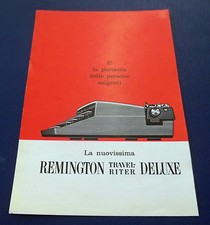 È
la portatile
delle persone
esigenti
La nuovissima
REMINGTON TRAVEL-RITER DELUXE